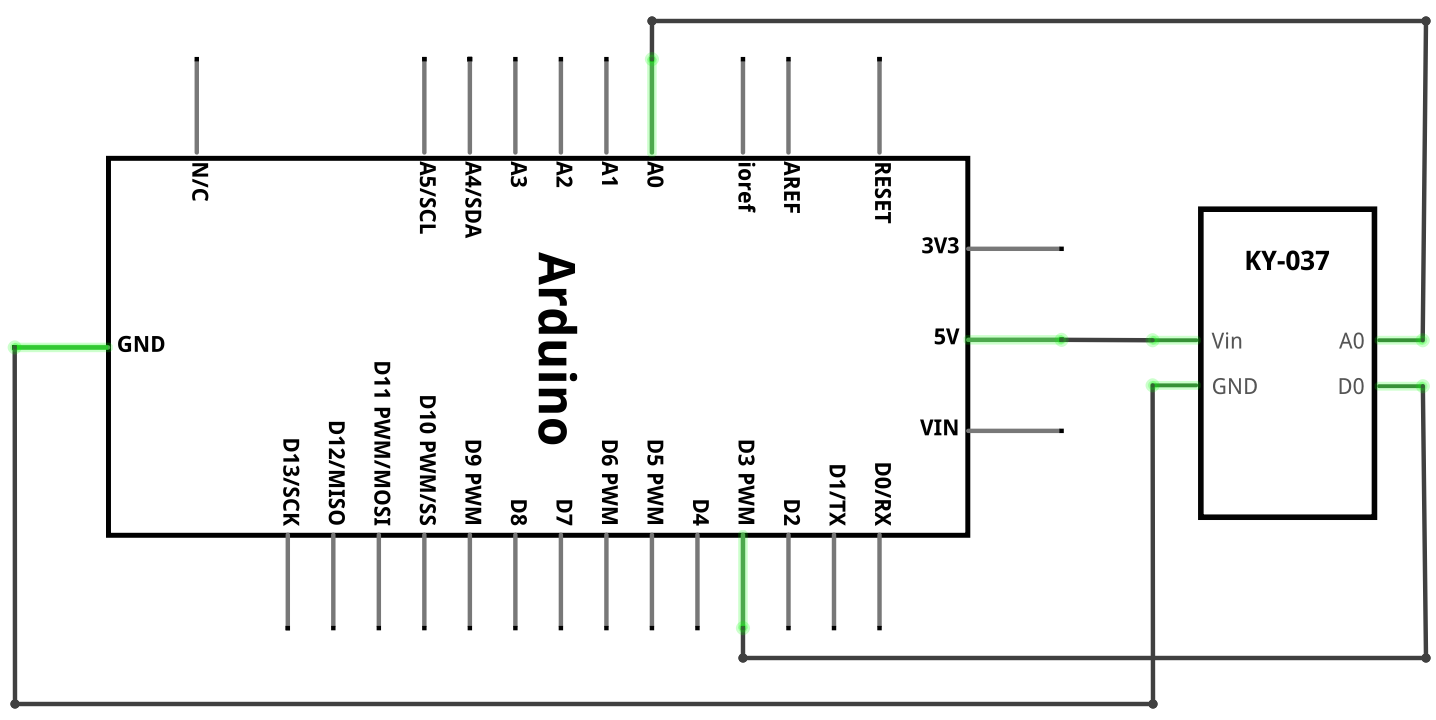 N/C
A5/SCL
A4/SDA
A3
A2
A1
A0
ioref
AREF
RESET
3V3
5V
VIN
GND
Arduino
D13/SCK
D12/MISO
D11 PWM/MOSI
D10 PWM/SS
D9 PWM
D8
D7
D6 PWM
D5 PWM
D4
D3 PWM
D2
D1/TX
D0/RX
KY-037
Vin
A0
GND
D0